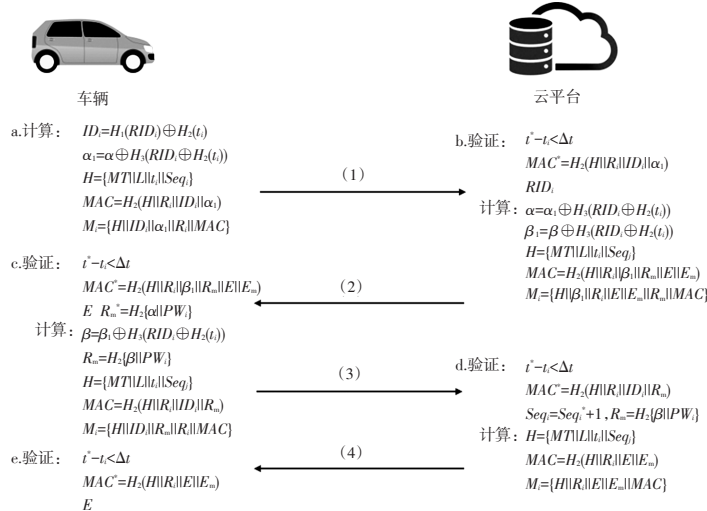 车辆
云平台
a.计算: IDᵢ=H₁(RIDᵢ)⊕H₂(tᵢ)
α₁=α⊕H₃(RIDᵢ⊕H₂(tᵢ))
H={MT||L||tᵢ||Seqᵢ}
MAC=H₂(H||Rᵢ||IDᵢ||α₁)
Mᵢ={H||IDᵢ||α₁||Rᵢ||MAC}
(1)
b.验证: t*-tᵢ<Δt
MAC*=H₂(H||Rᵢ||IDᵢ||α₁)
RIDᵢ
计算: α=α₁⊕H₃(RIDᵢ⊕H₂(tᵢ))
β₁=β⊕H₃(RIDᵢ⊕H₂(tᵢ))
H={MT||L||tᵢ||Seqⱼ}
MAC=H₂(H||Rᵢ||β₁||Rₘ||E||Eₘ)
Mᵢ={H||β₁||Rᵢ||E||Eₘ||Rₘ||MAC}
(2)
c.验证: t*-tᵢ<Δt
MAC*=H₂(H||Rᵢ||β₁||Rₘ||E||Eₘ)
E Rₘ*=H₂{α||PWᵢ}
计算: β=β₁⊕H₃(RIDᵢ⊕H₂(tᵢ))
Rₘ=H₂{β||PWᵢ}
H={MT||L||tᵢ||Seqᵢ}
MAC=H₂(H||Rᵢ||IDᵢ||Rₘ)
Mᵢ={H||IDᵢ||Rₘ||Rᵢ||MAC}
(3)
d.验证: t*-tᵢ<Δt
MAC*=H₂(H||Rᵢ||IDᵢ||Rₘ)
Seqᵢ=Seqᵢ*+1,Rₘ=H₂{β||PWᵢ}
计算: H={MT||L||tᵢ||Seqᵢ}
MAC=H₂(H||Rᵢ||E||Eₘ)
Mᵢ={H||Rᵢ||E||Eₘ||MAC}
(4)
e.验证: t*-tᵢ<Δt
MAC*=H₂(H||Rᵢ||E||Eₘ)
E